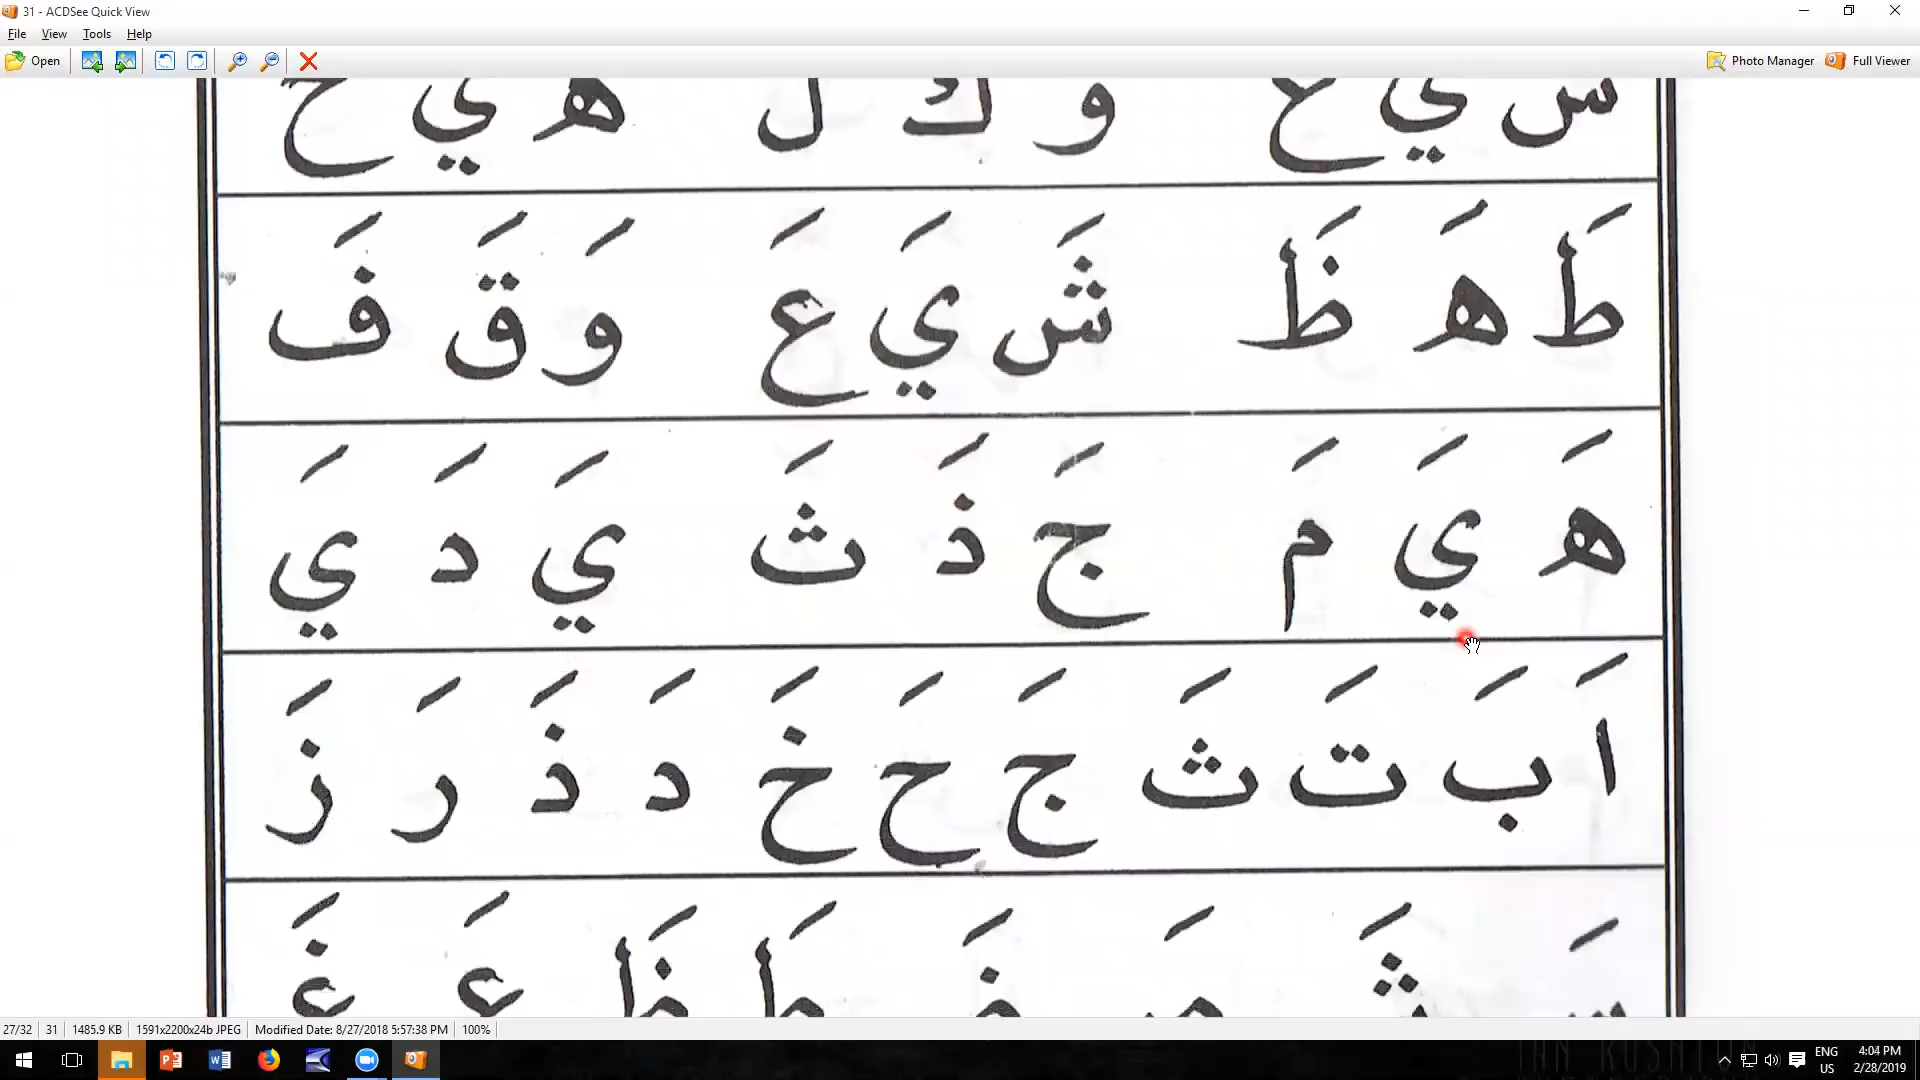 31 - ACDSee Quick View
File View Tools Help
Open Photo Manager Full Viewer
س ي ع و ك ل ه ي ح
طَ هَ ظَ شَ يَ عَ وَ قَ فَ
هَ يَ مَ جَ ذَ ثَ يَ دَ يَ
اَ بَ تَ ثَ جَ حَ خَ دَ ذَ رَ زَ
سَ شَ صَ ضَ طَ ظَ عَ غَ
27/32 31 1485.9 KB 1591x2200x24b JPEG Modified Date: 8/27/2018 5:57:38 PM 100%
ENG 4:04 PM
US 2/28/2019